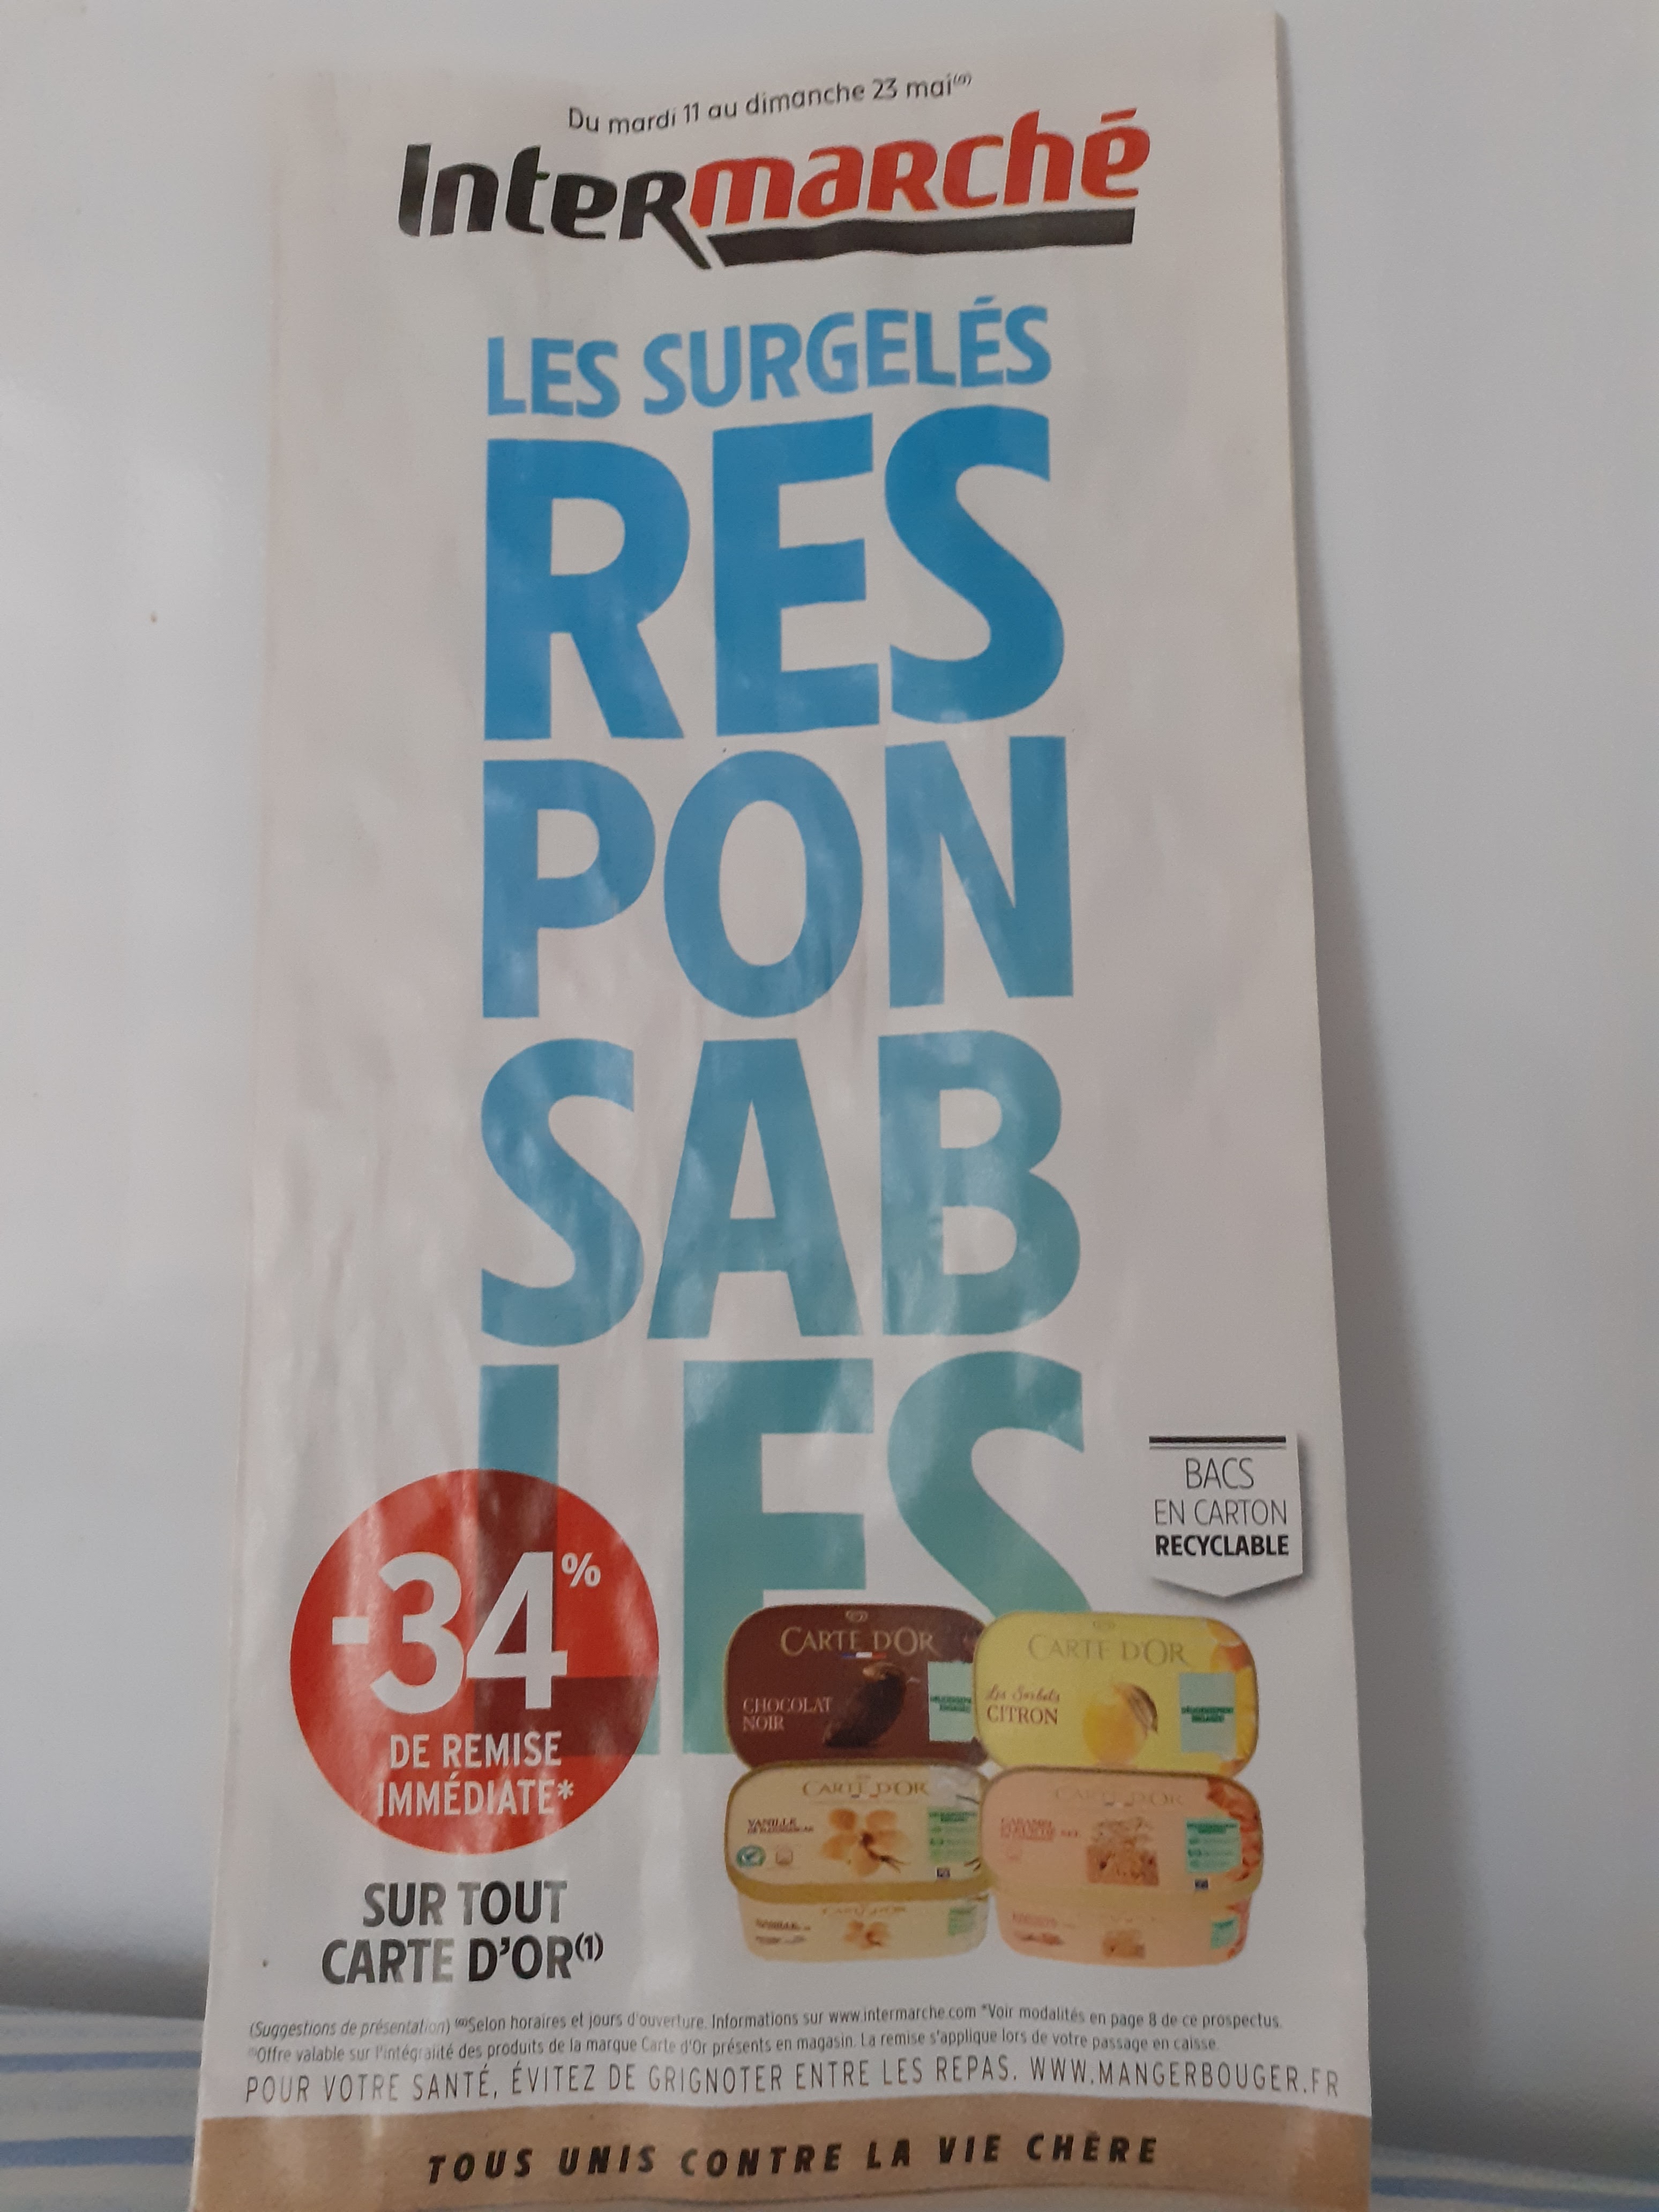 Du mardi 11 au dimanche 23 mai
Intermarché
LES SURGELÉS
RES
PON
SAB
LES
BACS
EN CARTON
RECYCLABLE
-34%
DE REMISE
IMMÉDIATE*
SUR TOUT
CARTE D'OR(1)
CARTE D'OR
CHOCOLAT
NOIR
CARTE D'OR
Les Sorbets
CITRON
CARTE D'OR
VANILLE
CARTE D'OR
(Suggestions de présentation) Selon horaires et jours d'ouverture. Informations sur www.intermarche.com *Voir modalités en page 8 de ce prospectus.
Offre valable sur l'intégralité des produits de la marque Carte d'Or présents en magasin. La remise s'applique lors de votre passage en caisse.
POUR VOTRE SANTÉ, ÉVITEZ DE GRIGNOTER ENTRE LES REPAS. WWW.MANGERBOUGER.FR
TOUS UNIS CONTRE LA VIE CHÈRE